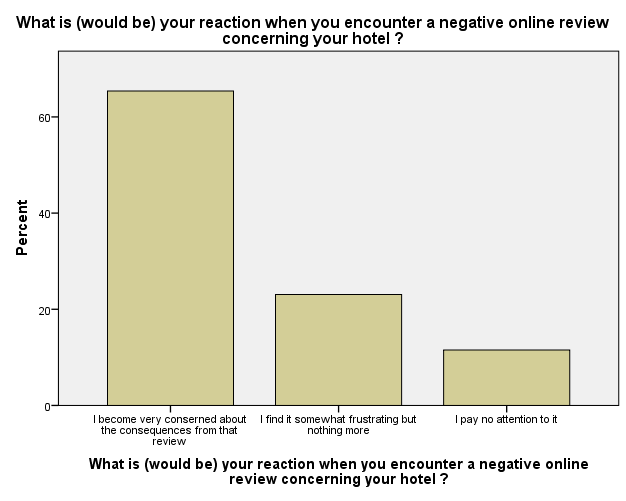 What is (would be) your reaction when you encounter a negative online review
concerning your hotel ?
Percent
60
40
20
0
I become very conserned about
the consequences from that
review
I find it somewhat frustrating but
nothing more
I pay no attention to it
What is (would be) your reaction when you encounter a negative online
review concerning your hotel ?